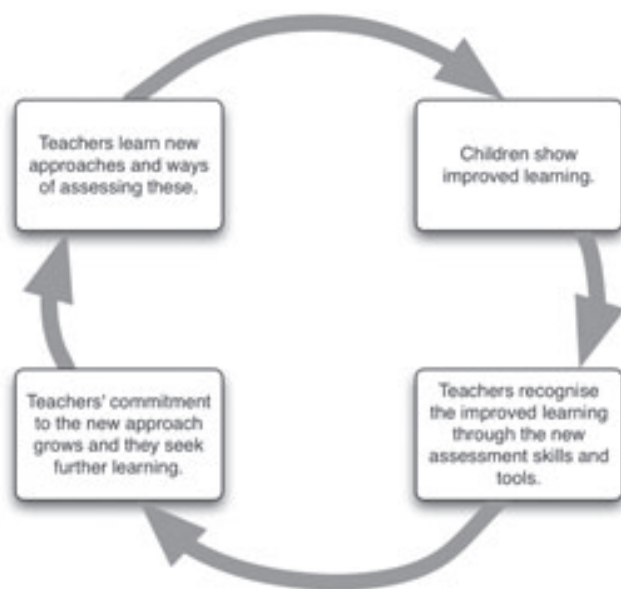 Teachers learn new
approaches and ways
of assessing these.
Children show
improved learning.
Teachers recognise
the improved learning
through the new
assessment skills and
tools.
Teachers' commitment
to the new approach
grows and they seek
further learning.